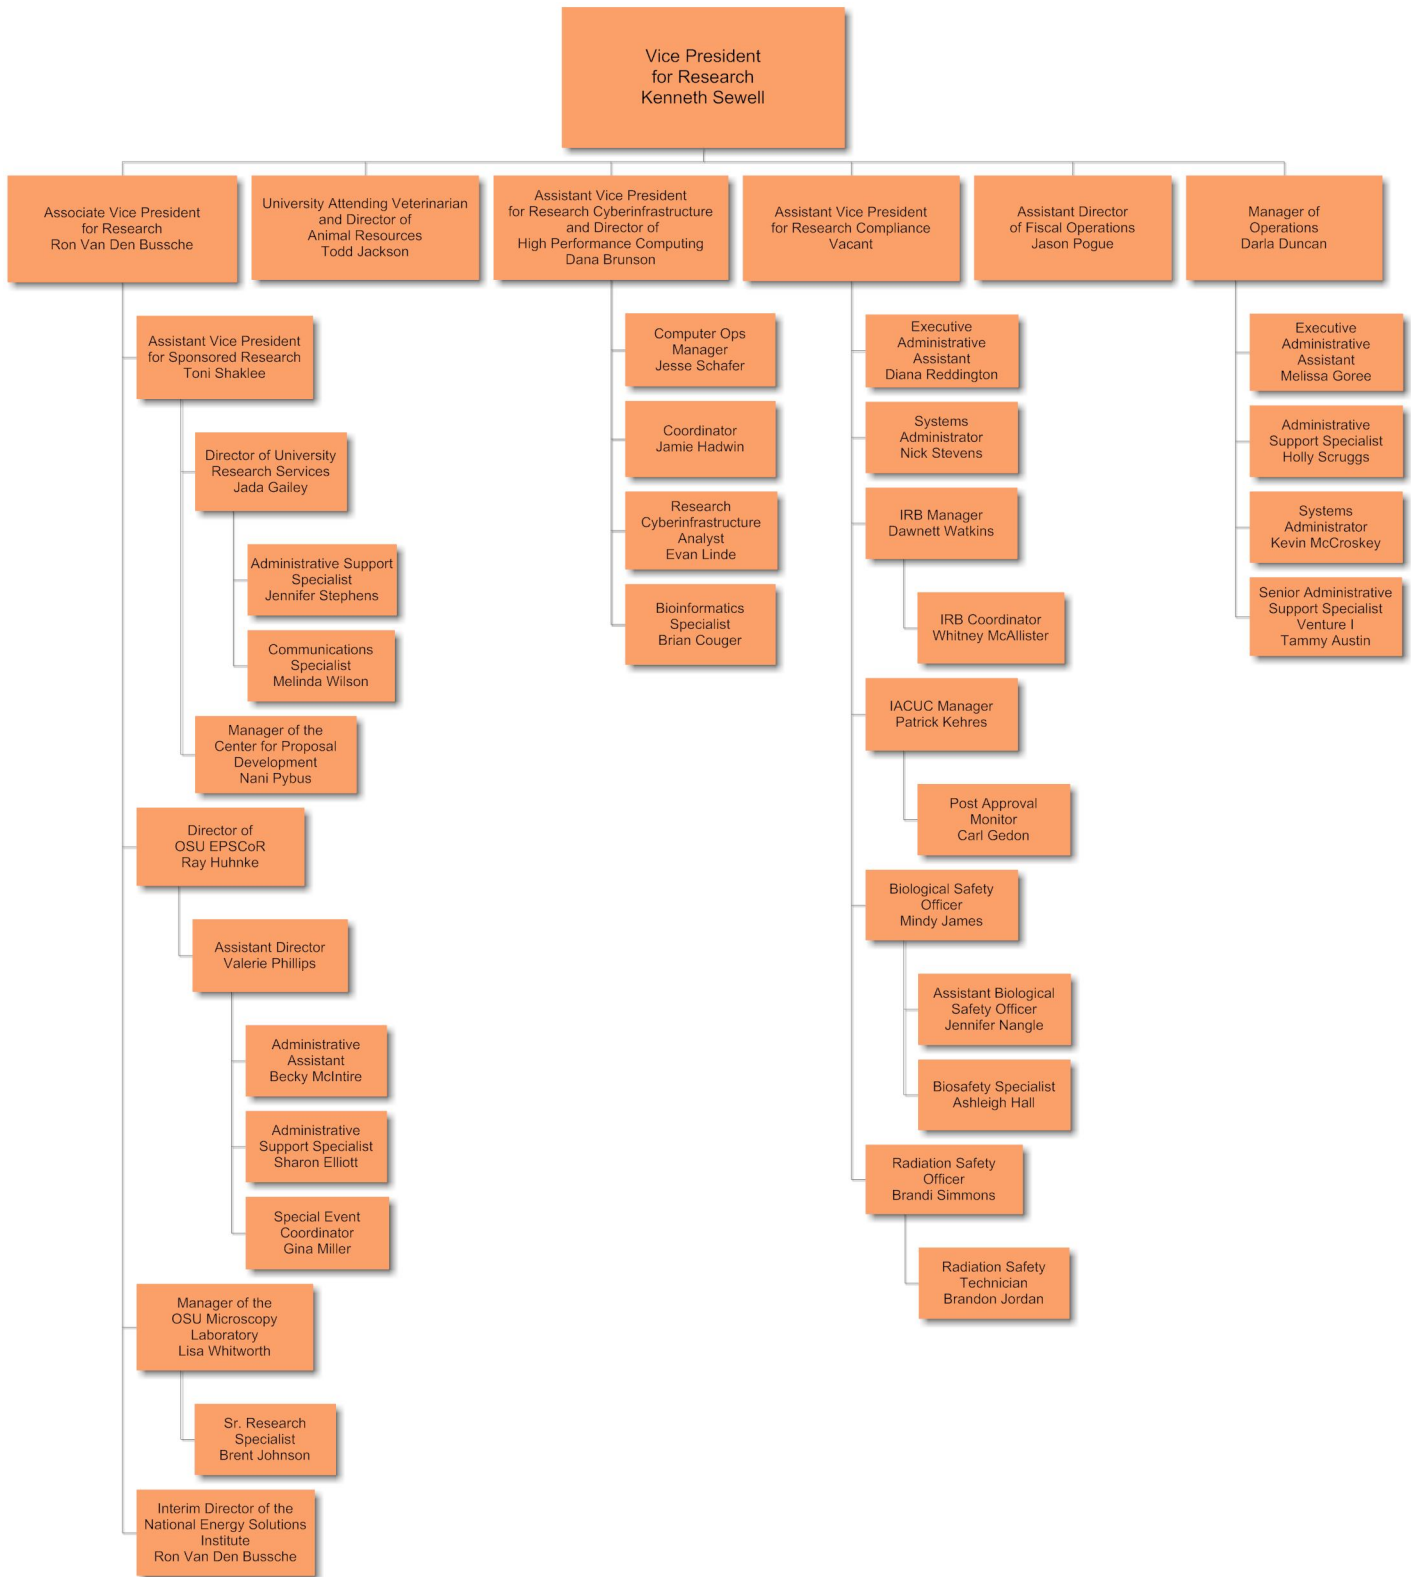 Vice President
for Research
Kenneth Sewell
Associate Vice President
for Research
Ron Van Den Bussche
University Attending Veterinarian
and Director of
Animal Resources
Todd Jackson
Assistant Vice President
for Research Cyberinfrastructure
and Director of
High Performance Computing
Dana Brunson
Assistant Vice President
for Research Compliance
Vacant
Assistant Director
of Fiscal Operations
Jason Pogue
Manager of
Operations
Darla Duncan
Assistant Vice President
for Sponsored Research
Toni Shaklee
Director of University
Research Services
Jada Gailey
Administrative Support
Specialist
Jennifer Stephens
Communications
Specialist
Melinda Wilson
Manager of the
Center for Proposal
Development
Nani Pybus
Director of
OSU EPSCoR
Ray Huhnke
Assistant Director
Valerie Phillips
Administrative
Assistant
Becky McIntire
Administrative
Support Specialist
Sharon Elliott
Special Event
Coordinator
Gina Miller
Manager of the
OSU Microscopy
Laboratory
Lisa Whitworth
Sr. Research
Specialist
Brent Johnson
Interim Director of the
National Energy Solutions
Institute
Ron Van Den Bussche
Computer Ops
Manager
Jesse Schafer
Coordinator
Jamie Hadwin
Research
Cyberinfrastructure
Analyst
Evan Linde
Bioinformatics
Specialist
Brian Couger
Executive
Administrative
Assistant
Diana Reddington
Systems
Administrator
Nick Stevens
IRB Manager
Dawnett Watkins
IRB Coordinator
Whitney McAllister
IACUC Manager
Patrick Kehres
Post Approval
Monitor
Carl Gedon
Biological Safety
Officer
Mindy James
Assistant Biological
Safety Officer
Jennifer Nangle
Biosafety Specialist
Ashleigh Hall
Radiation Safety
Officer
Brandi Simmons
Radiation Safety
Technician
Brandon Jordan
Executive
Administrative
Assistant
Melissa Goree
Administrative
Support Specialist
Holly Scruggs
Systems
Administrator
Kevin McCroskey
Senior Administrative
Support Specialist
Venture I
Tammy Austin